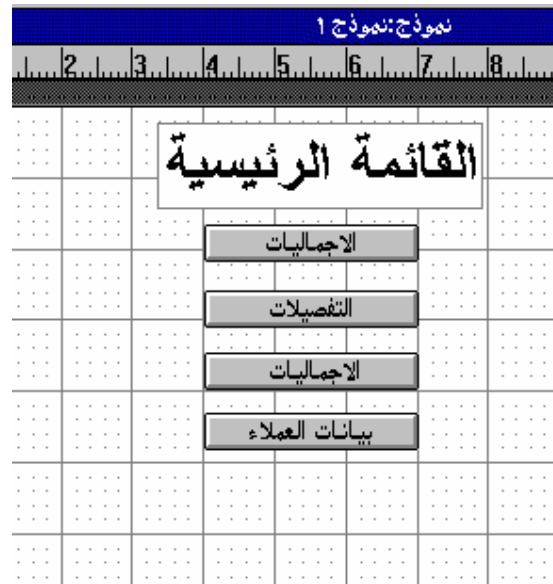 نموذج:نموذج 1
2 3 4 5 6 7 8
القائمة الرئيسية
الاجماليات
التفصيلات
الاجماليات
بيانات العملاء